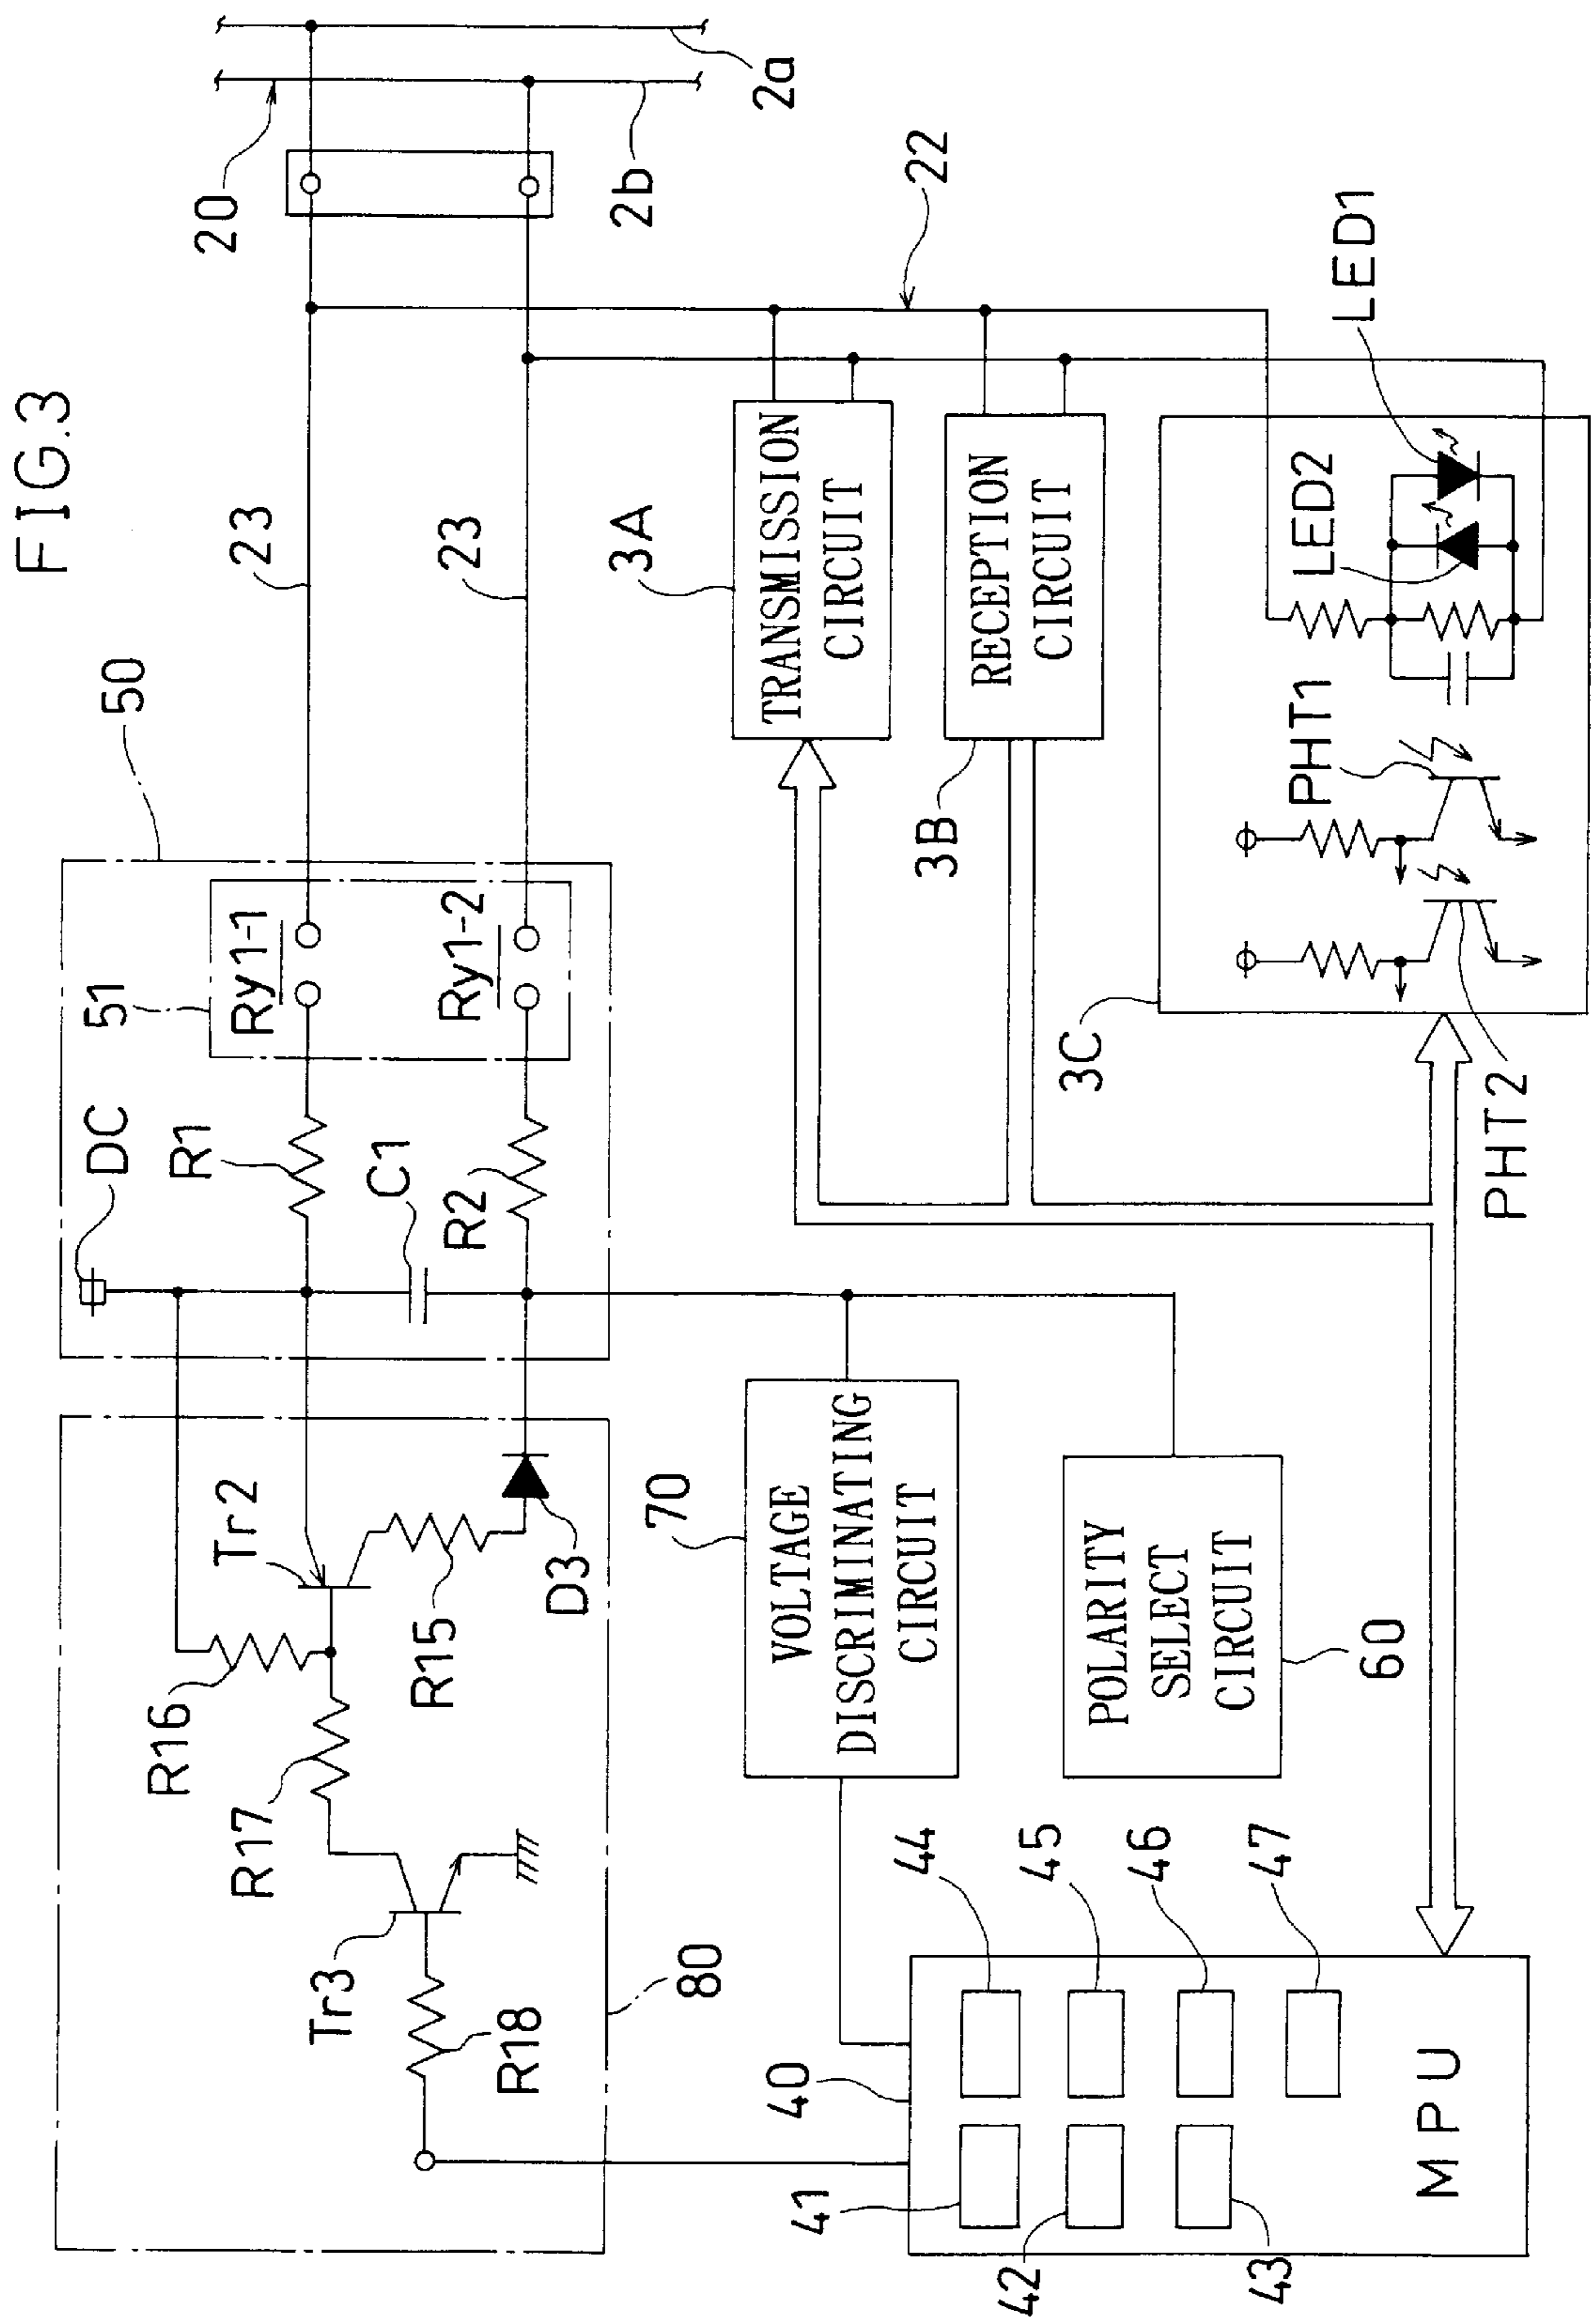 FIG.3
50
DC
51
R1
Ry1-1
23
20
R16
Tr2
C1
R2
Ry1-2
23
2b
2a
R17
R15
D3
Tr3
R18
80
70
3A
22
40
VOLTAGE
DISCRIMINATING
CIRCUIT
TRANSMISSION
CIRCUIT
41
44
3B
RECEPTION
CIRCUIT
42
45
POLARITY
SELECT
CIRCUIT
3C
43
46
60
47
PHT1
LED2
LED1
MPU
PHT2